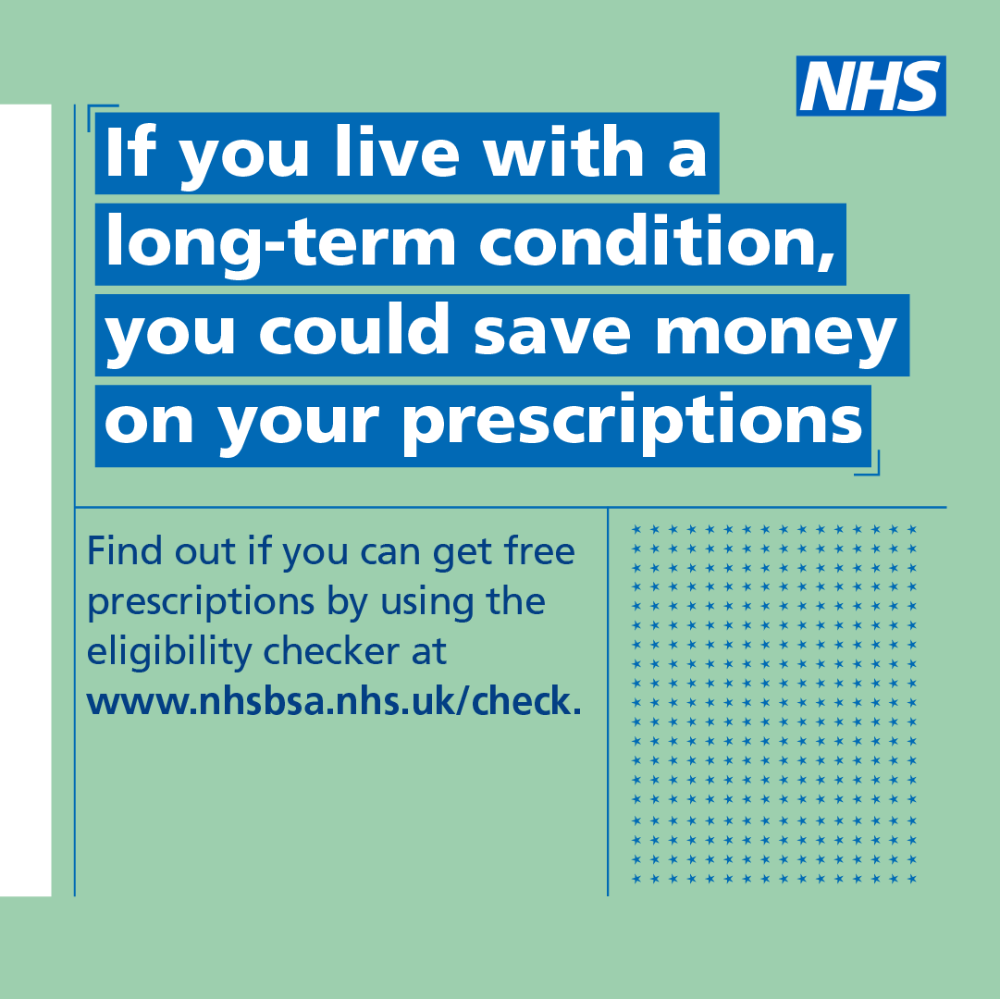 NHS
If you live with a
long-term condition,
you could save money
on your prescriptions
Find out if you can get free
prescriptions by using the
eligibility checker at
www.nhsbsa.nhs.uk/check.